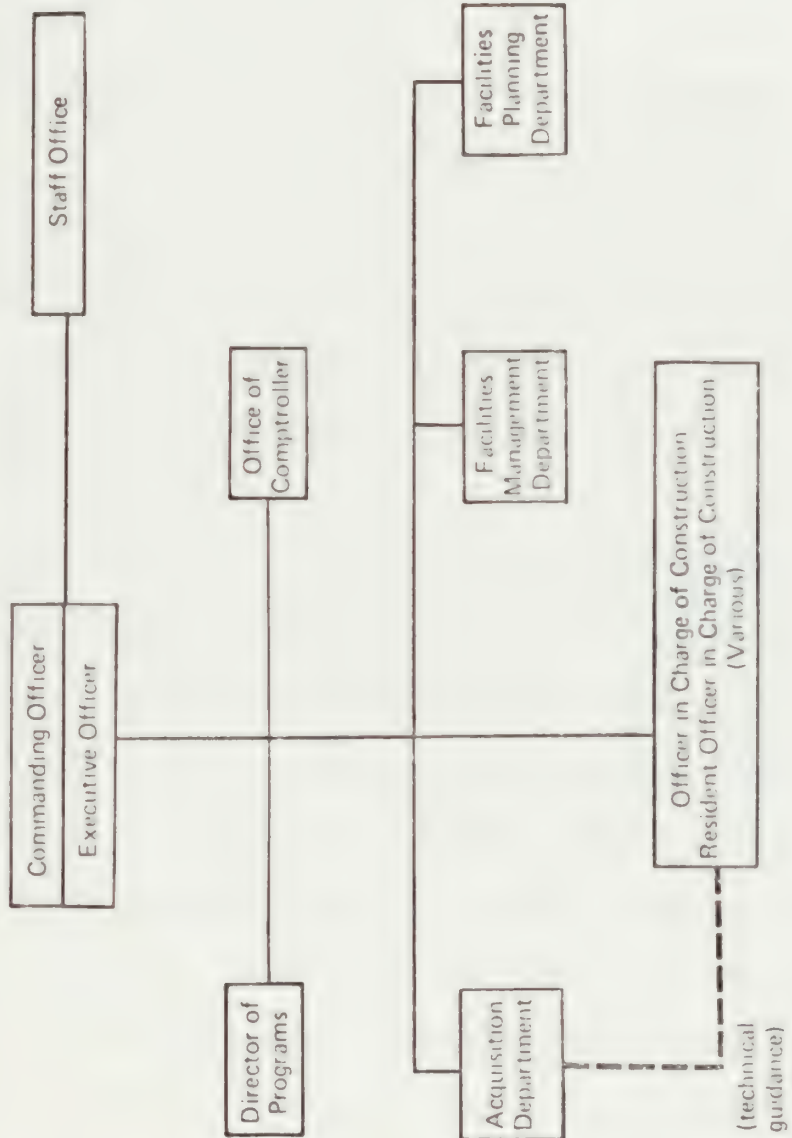 Commanding Officer
Executive Officer
Staff Office
Director of
Programs
Office of
Comptroller
Acquisition
Department
Facilities
Management
Department
Facilities
Planning
Department
Officer in Charge of Construction
Resident Officer in Charge of Construction
(Various)
(technical
guidance)